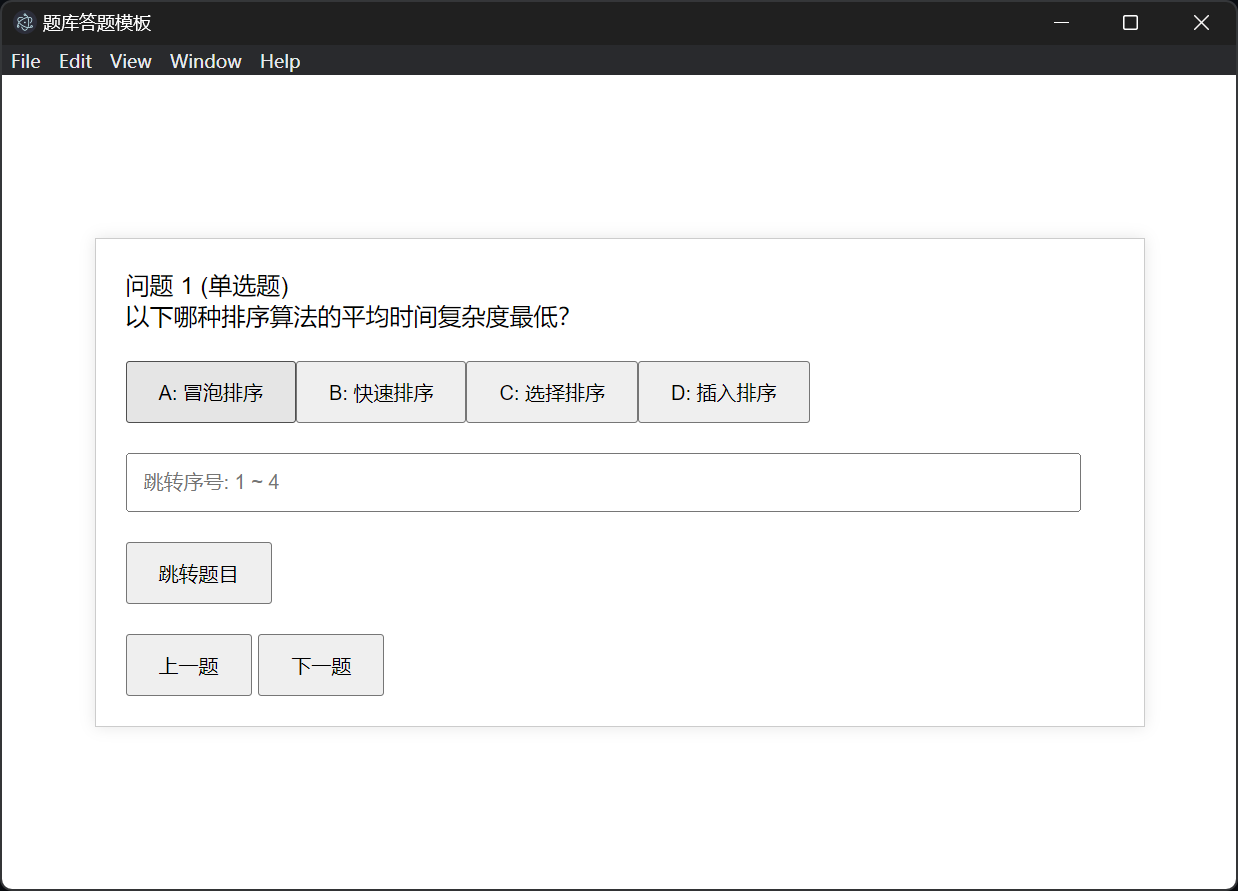 题库答题模板
File Edit View Window Help
问题 1 (单选题)
以下哪种排序算法的平均时间复杂度最低?
A: 冒泡排序 B: 快速排序 C: 选择排序 D: 插入排序
跳转序号: 1 ~ 4
跳转题目
上一题 下一题